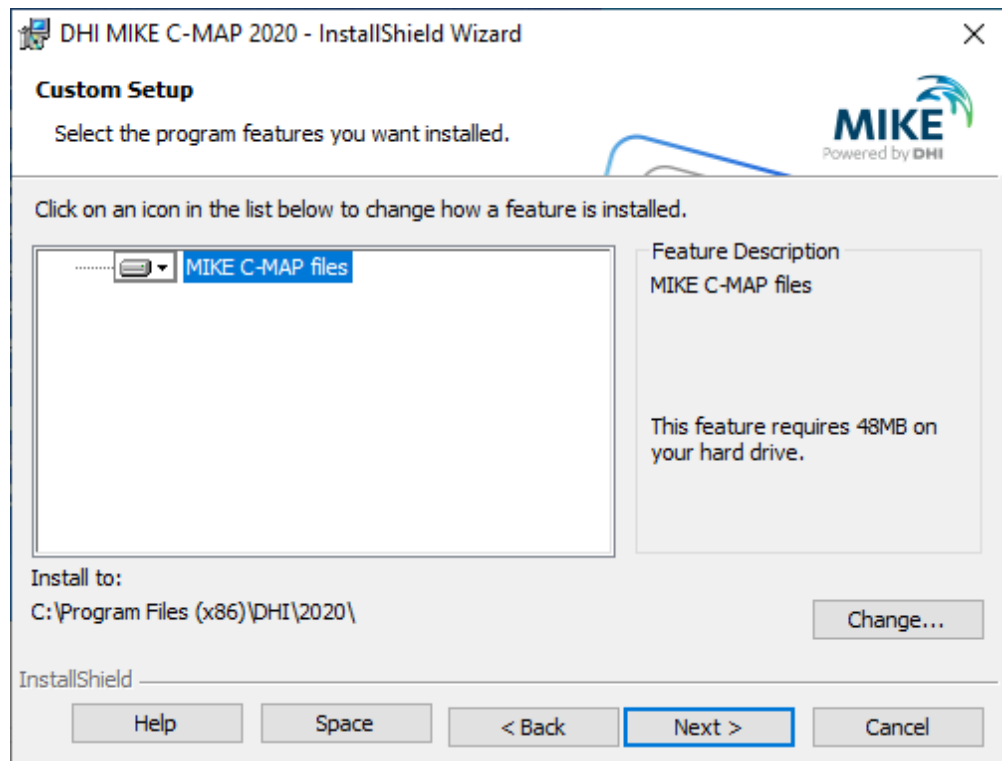 DHI MIKE C-MAP 2020 - InstallShield Wizard
Custom Setup
Select the program features you want installed.
MIKE
Powered by DHI
Click on an icon in the list below to change how a feature is installed.
MIKE C-MAP files
Feature Description
MIKE C-MAP files
This feature requires 48MB on
your hard drive.
Install to:
C:\Program Files (x86)\DHI\2020\
Change...
InstallShield
Help
Space
< Back
Next >
Cancel